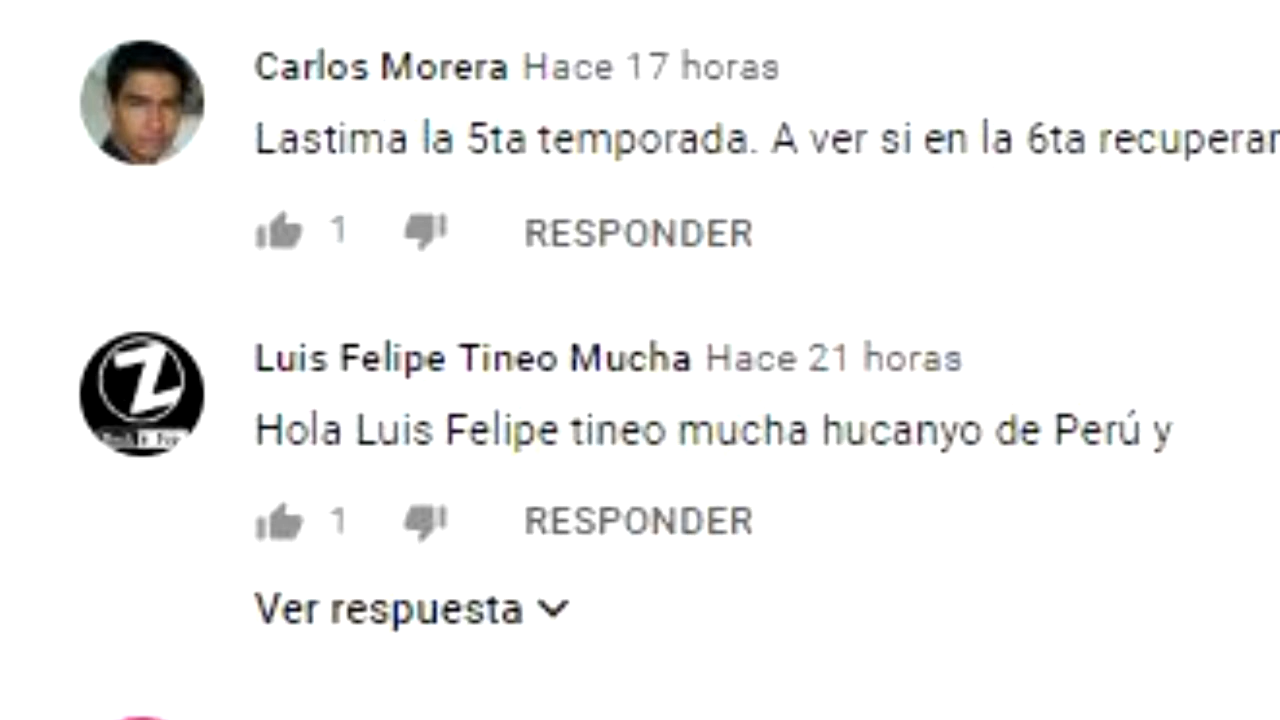 Carlos Morera Hace 17 horas
Lastima la 5ta temporada. A ver si en la 6ta recuperan
1 RESPONDER
Luis Felipe Tineo Mucha Hace 21 horas
Z
Hola Luis Felipe tineo mucha hucanyo de Perú y
1 RESPONDER
Ver respuesta